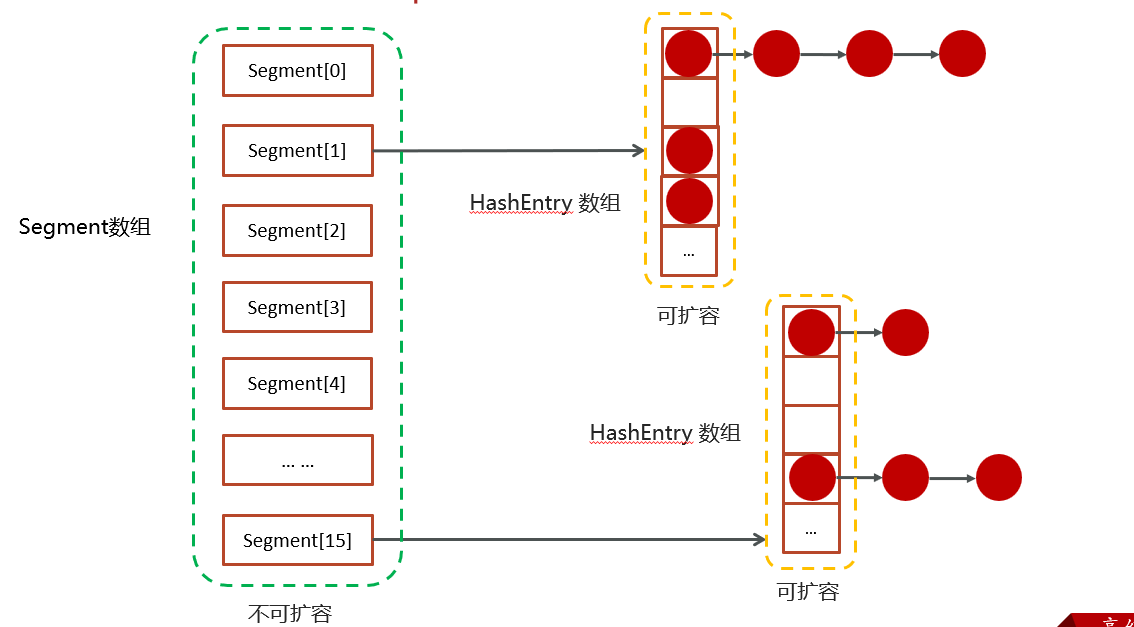 Segment数组
Segment[0]
Segment[1]
Segment[2]
Segment[3]
Segment[4]
... ...
Segment[15]
不可扩容
HashEntry 数组
...
可扩容
HashEntry 数组
...
可扩容